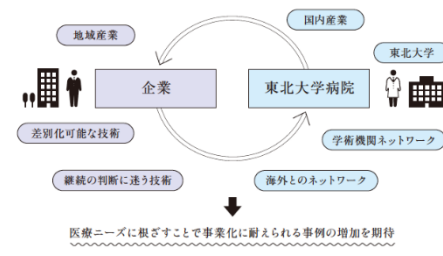 国内産業
地域産業
東北大学
企業
東北大学病院
差別化可能な技術
学術機関ネットワーク
継続の判断に迷う技術
海外とのネットワーク
医療ニーズに根ざすことで事業化に耐えられる事例の増加を期待